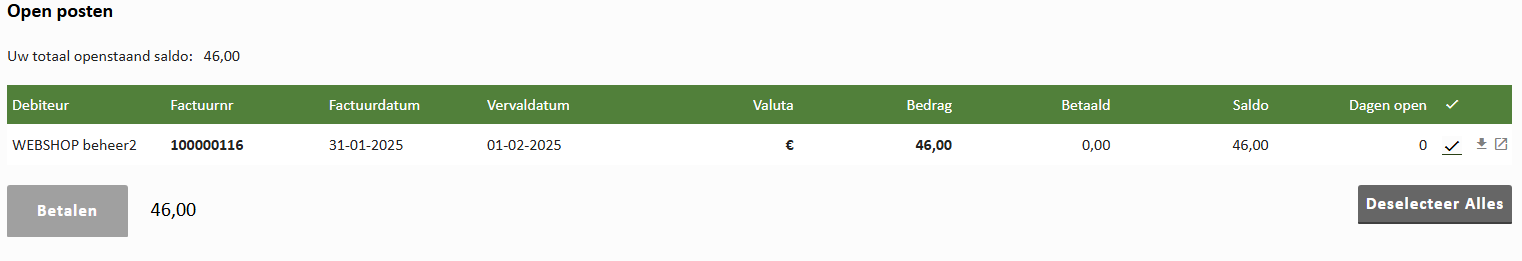 Open posten
Uw totaal openstaand saldo: 46,00
Debiteur Factuurnr Factuurdatum Vervaldatum Valuta Bedrag Betaald Saldo Dagen open
WEBSHOP beheer2 100000116 31-01-2025 01-02-2025 € 46,00 0,00 46,00 0
Betalen 46,00 Deselecteer Alles